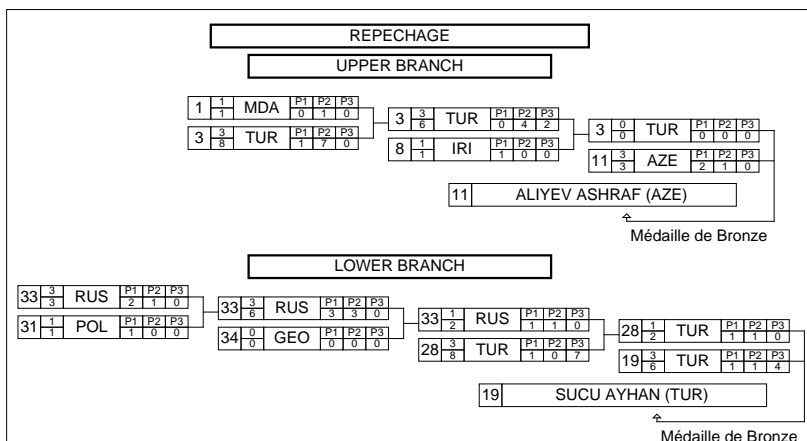 REPECHAGE
UPPER BRANCH
1 1 1 MDA P1 P2 P3 0 1 0
3 3 8 TUR P1 P2 P3 1 7 0
3 3 6 TUR P1 P2 P3 0 4 2
8 1 1 IRI P1 P2 P3 1 0 0
3 0 0 TUR P1 P2 P3 0 0 0
11 3 3 AZE P1 P2 P3 2 1 0
11 ALIYEV ASHRAF (AZE)
Médaille de Bronze
LOWER BRANCH
33 3 3 RUS P1 P2 P3 2 1 0
31 1 1 POL P1 P2 P3 1 0 0
33 3 6 RUS P1 P2 P3 3 3 0
34 0 0 GEO P1 P2 P3 0 0 0
33 1 2 RUS P1 P2 P3 1 1 0
28 3 8 TUR P1 P2 P3 1 0 7
28 1 2 TUR P1 P2 P3 1 1 0
19 3 6 TUR P1 P2 P3 1 1 4
19 SUCU AYHAN (TUR)
Médaille de Bronze